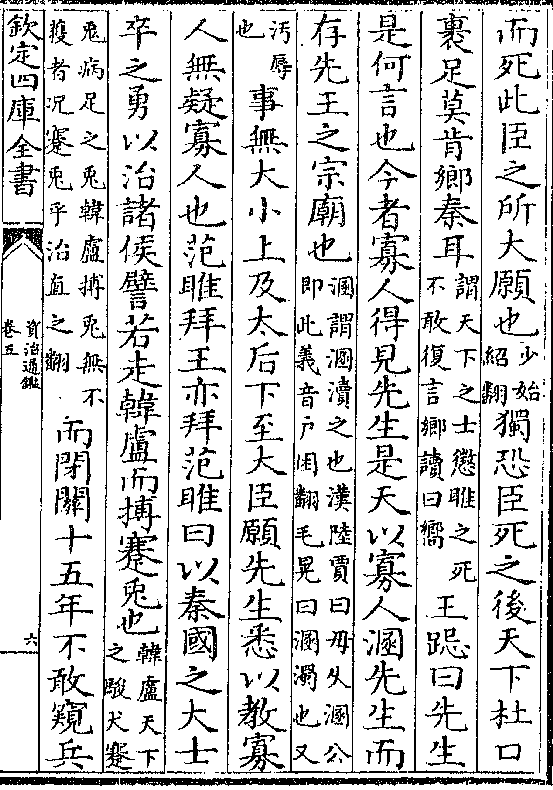 而死此臣之所大願也少始紹翻獨恐臣死之後天下杜口
裹足莫肯鄉秦耳謂天下之士懲睢之死不敢復言鄉讀曰嚮王跽曰先生
是何言也今者寡人得見先生是天以寡人溷先生而
存先王之宗廟也溷謂溷瀆之也漢陸賈曰毋久溷公即此義音戶困翻毛晃曰溷濁也又
汚辱也事無大小上及太后下至大臣願先生悉以教寡
人無疑寡人也范睢拜王亦拜范睢曰以秦國之大士
卒之勇以治諸侯譬若走韓盧而搏蹇兎也韓盧天下之駿犬蹇
兎病足之兎韓盧搏兎無不獲者况蹇兎乎治直之翻而閉關十五年不敢窺兵
欽定四庫全書
資治通鑑
卷五
六